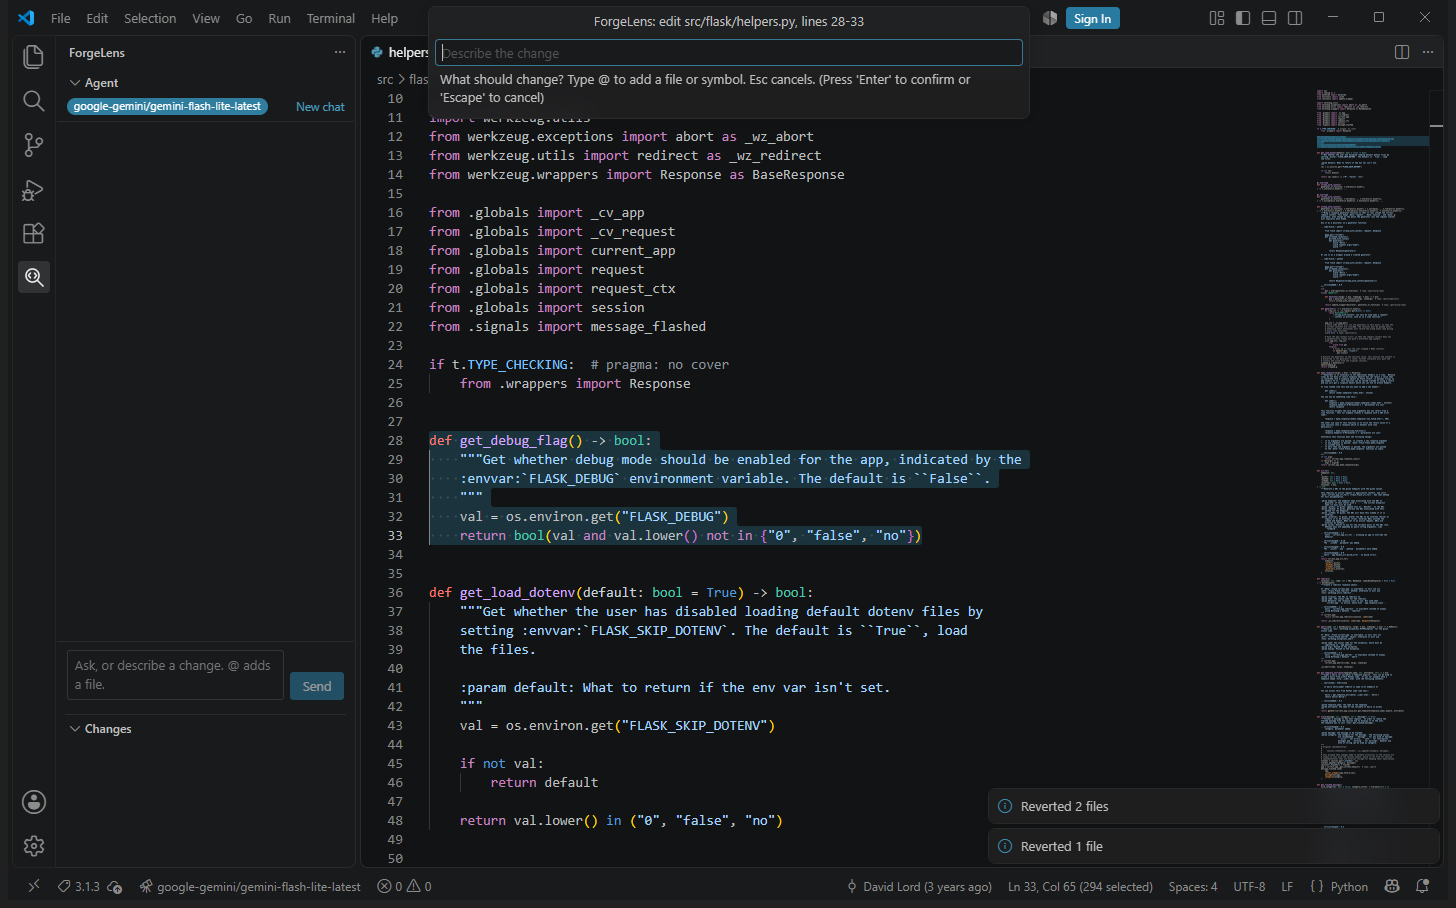 File Edit Selection View Go Run Terminal Help
ForgeLens: edit src/flask/helpers.py, lines 28-33
Sign In
ForgeLens
helpers
Describe the change
What should change? Type @ to add a file or symbol. Esc cancels. (Press 'Enter' to confirm or
'Escape' to cancel)
Agent
google-gemini/gemini-flash-lite-latest New chat
src > flas
10
11 import werkzeug.utils
12 from werkzeug.exceptions import abort as _wz_abort
13 from werkzeug.utils import redirect as _wz_redirect
14 from werkzeug.wrappers import Response as BaseResponse
15
16 from .globals import _cv_app
17 from .globals import _cv_request
18 from .globals import current_app
19 from .globals import request
20 from .globals import request_ctx
21 from .globals import session
22 from .signals import message_flashed
23
24 if t.TYPE_CHECKING:  # pragma: no cover
25     from .wrappers import Response
26
27
28 def get_debug_flag() -> bool:
29     """Get whether debug mode should be enabled for the app, indicated by the
30     :envvar:`FLASK_DEBUG` environment variable. The default is ``False``.
31     """
32     val = os.environ.get("FLASK_DEBUG")
33     return bool(val and val.lower() not in {"0", "false", "no"})
34
35
36 def get_load_dotenv(default: bool = True) -> bool:
37     """Get whether the user has disabled loading default dotenv files by
38     setting :envvar:`FLASK_SKIP_DOTENV`. The default is ``True``, load
39     the files.
40
41     :param default: What to return if the env var isn't set.
42     """
43     val = os.environ.get("FLASK_SKIP_DOTENV")
44
45     if not val:
46         return default
47
48     return val.lower() in ("0", "false", "no")
49
50
Ask, or describe a change. @ adds
a file.
Send
Changes
Reverted 2 files
Reverted 1 file
3.1.3 google-gemini/gemini-flash-lite-latest 0 0 David Lord (3 years ago) Ln 33, Col 65 (294 selected) Spaces: 4 UTF-8 LF { } Python